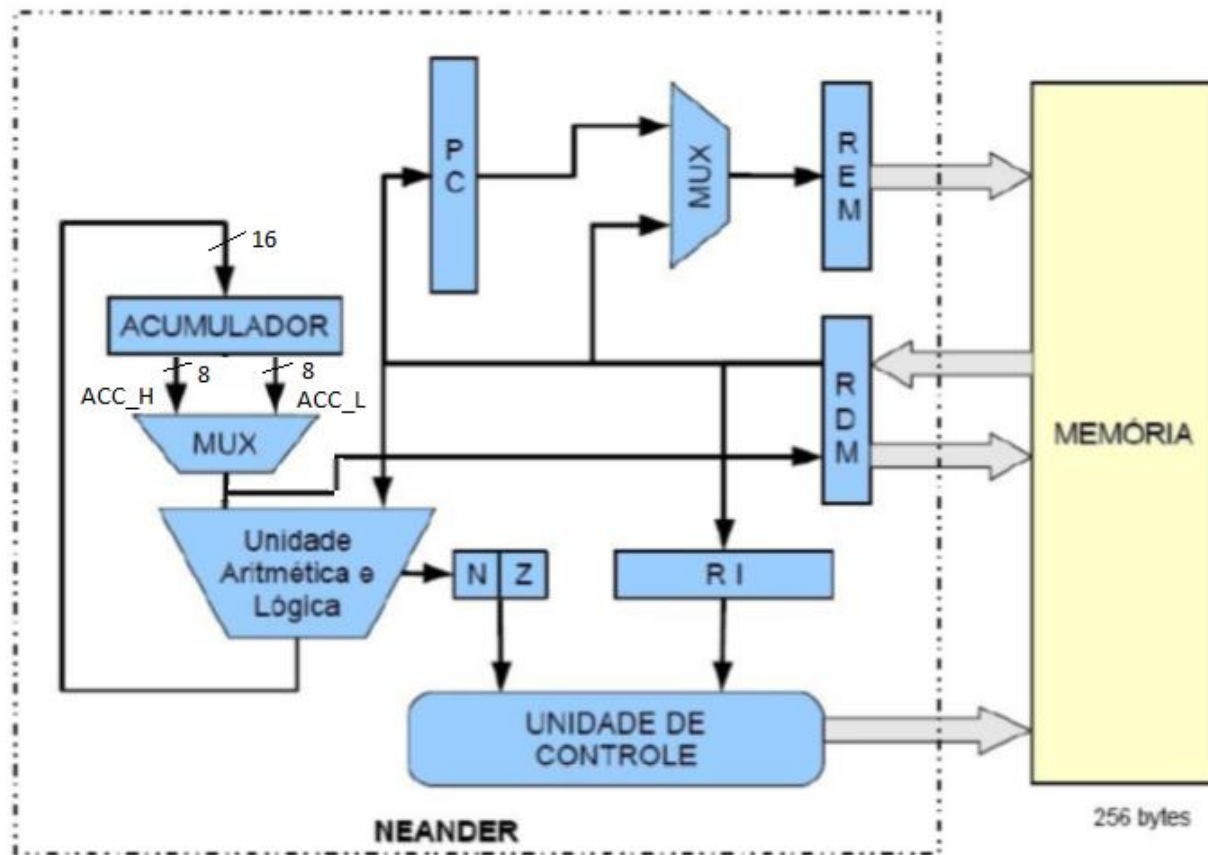 P
C
MUX
R
E
M
16
ACUMULADOR
8
8
ACC_H
ACC_L
MUX
R
D
M
MEMÓRIA
Unidade
Aritmética e
Lógica
N Z
R I
UNIDADE DE
CONTROLE
NEANDER
256 bytes